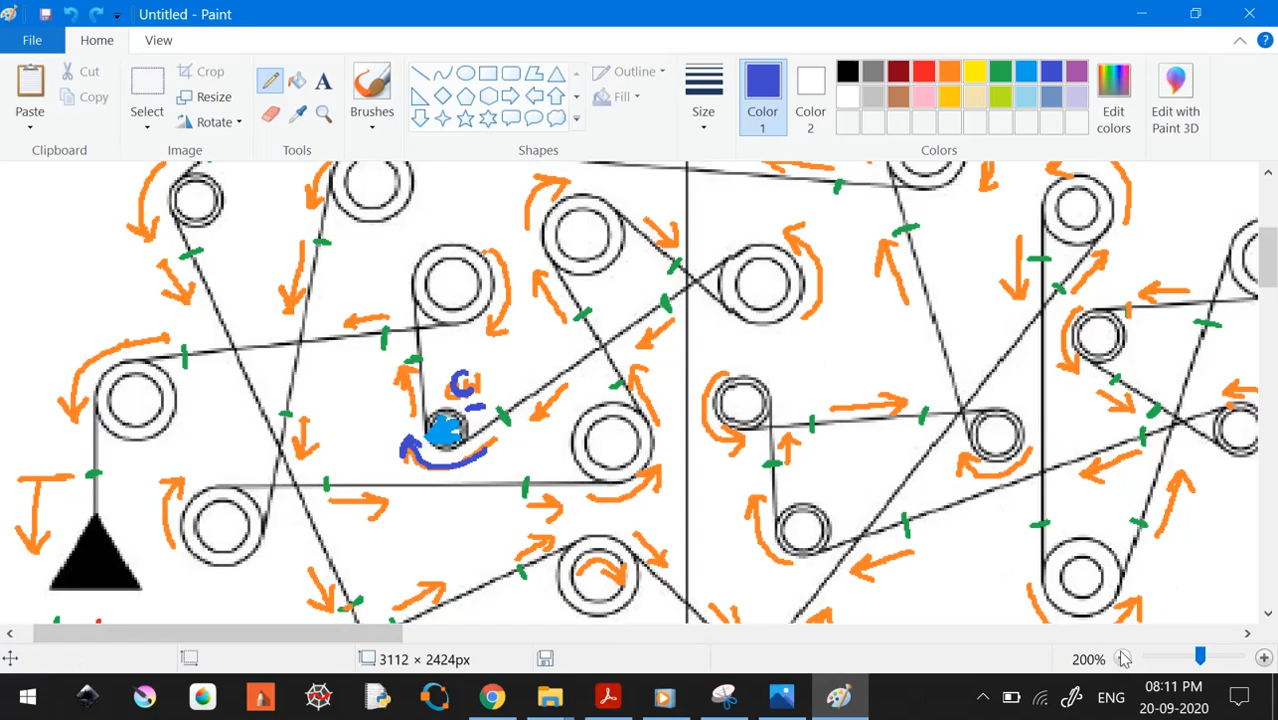 Untitled - Paint
File
Home
View
Paste
Cut
Copy
Clipboard
Select
Crop
Resize
Rotate
Image
A
Tools
Brushes
Shapes
Outline
Fill
Size
Color 1
Color 2
Edit colors
Edit with Paint 3D
Colors
3112 × 2424px
200%
ENG
08:11 PM
20-09-2020